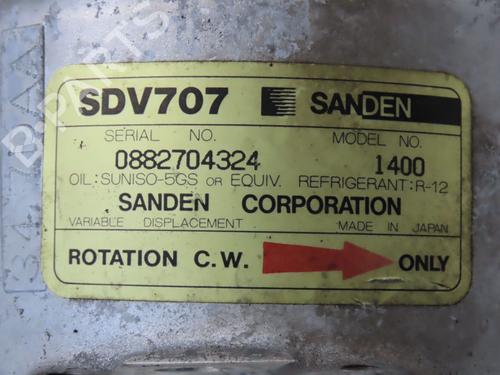 SDV707 SANDEN
SERIAL NO. MODEL NO.
0882704324 1400
OIL:SUNISO-5GS OR EQUIV. REFRIGERANT:R-12
SANDEN CORPORATION
VARIABLE DISPLACEMENT MADE IN JAPAN
ROTATION C.W. ONLY
B-PARTS